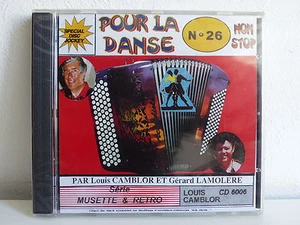 SPECIAL
DISC
JOCKEY
POUR LA
DANSE
N° 26
NON
STOP
PAR Louis CAMBLOR ET Gérard LAMOLERE
Série
MUSETTE & RETRO
LOUIS
CAMBLOR
CD 6006